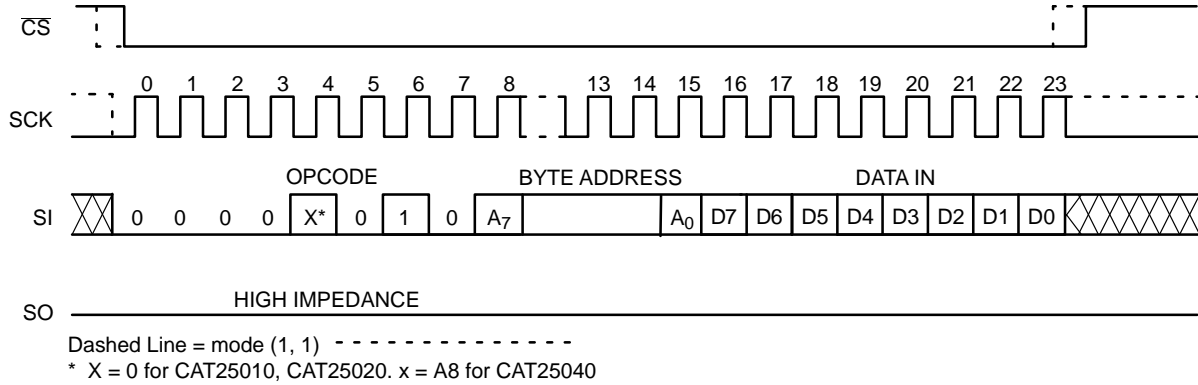 CS
0 1 2 3 4 5 6 7 8 13 14 15 16 17 18 19 20 21 22 23
SCK
OPCODE BYTE ADDRESS DATA IN
SI 0 0 0 0 X* 0 1 0 A7 A0 D7 D6 D5 D4 D3 D2 D1 D0
HIGH IMPEDANCE
SO
Dashed Line = mode (1, 1)
* X = 0 for CAT25010, CAT25020. x = A8 for CAT25040